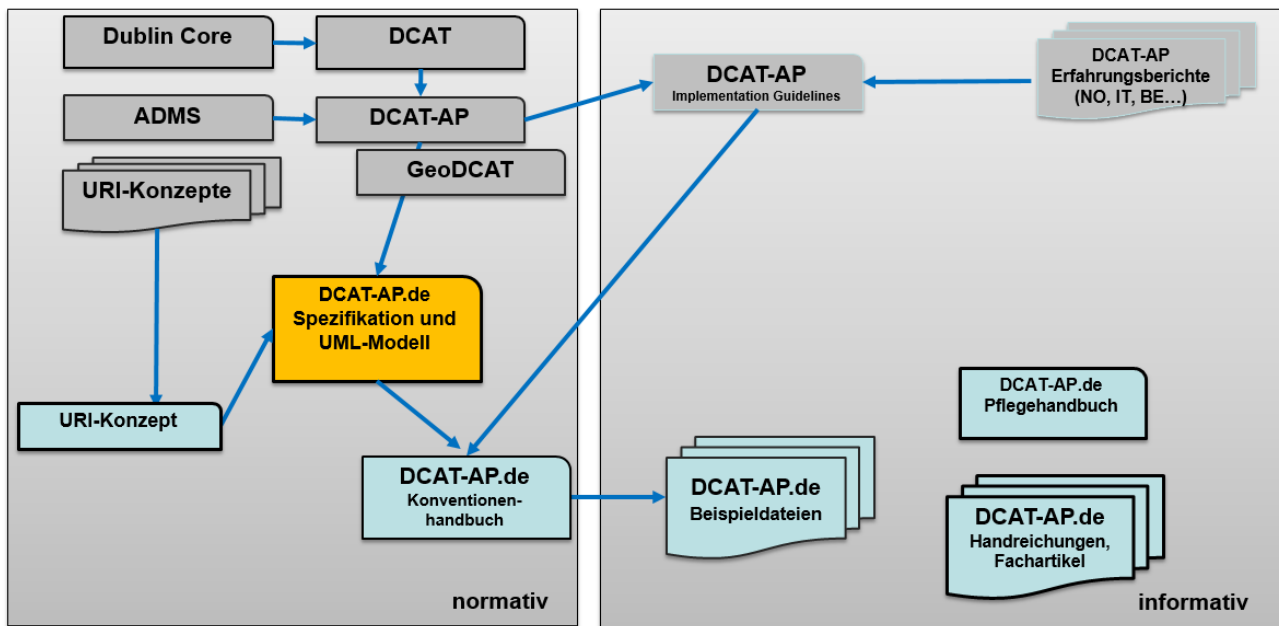 Dublin Core
DCAT
ADMS
DCAT-AP
GeoDCAT
URI-Konzepte
DCAT-AP.de
Spezifikation und
UML-Modell
URI-Konzept
DCAT-AP.de
Konventionen-
handbuch
normativ
DCAT-AP
Implementation Guidelines
DCAT-AP
Erfahrungsberichte
(NO, IT, BE…)
DCAT-AP.de
Pflegehandbuch
DCAT-AP.de
Beispieldateien
DCAT-AP.de
Handreichungen,
Fachartikel
informativ